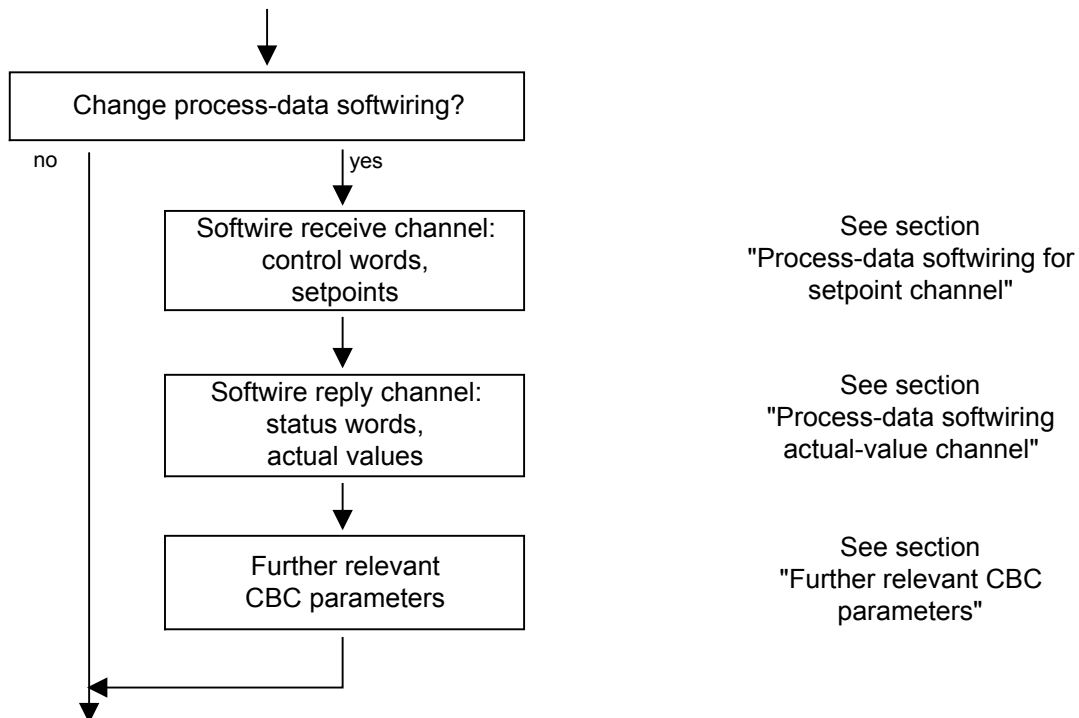 Change process-data softwiring?
no
yes
Softwire receive channel:
control words,
setpoints
See section
"Process-data softwiring for
setpoint channel"
Softwire reply channel:
status words,
actual values
See section
"Process-data softwiring
actual-value channel"
Further relevant
CBC parameters
See section
"Further relevant CBC
parameters"